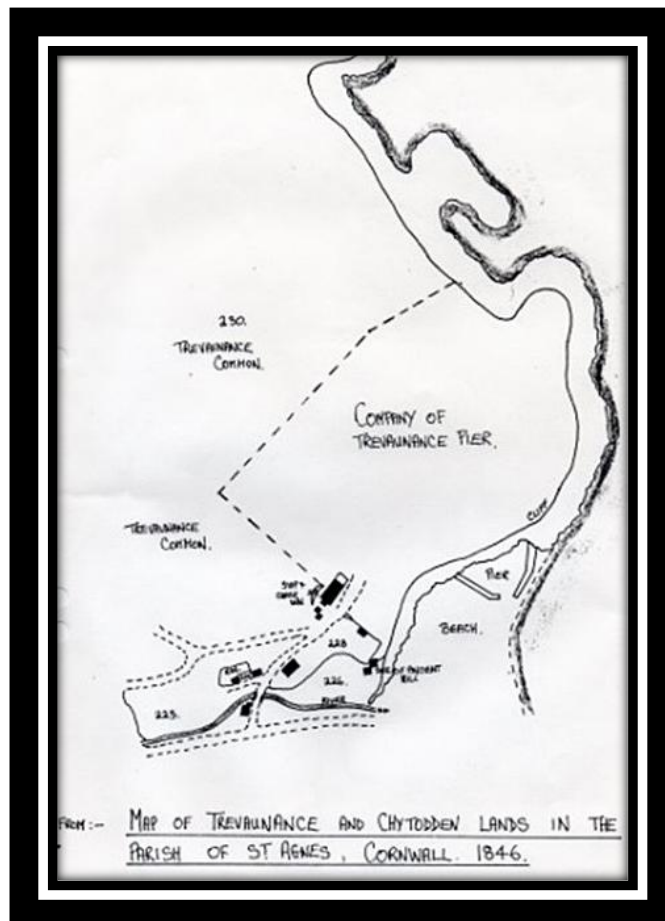 230.
TREVAUNANCE
COMMON.
COMPANY OF
TREVAUNANCE PIER.
CLIFF
TREVAUNANCE
COMMON.
PIER
BEACH.
228
226.
RIVER
225.
FROM:- MAP OF TREVAUNANCE AND CHYTODDEN LANDS IN THE
PARISH OF ST AGNES, CORNWALL. 1846.